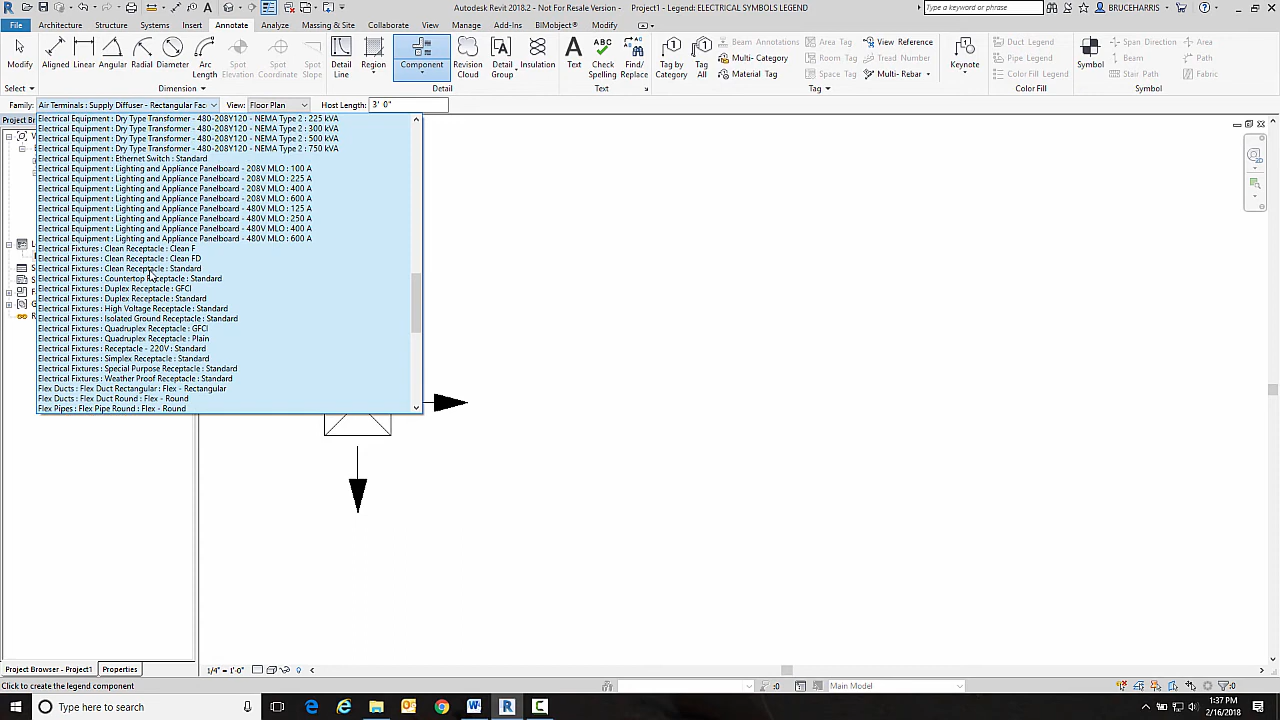 Autodesk Revit 2018.2 - Not For Resale Version - Project1 - Legend: ELECTRICAL SYMBOLS LEGEND
Type a keyword or phrase
BRUCEHARRIS
File Architecture Structure Systems Insert Annotate Analyze Massing & Site Collaborate View Manage Add-Ins BIMobject® Modify
Modify Aligned Linear Angular Radial Diameter Arc Length Spot Elevation Spot Coordinate Spot Slope Detail Line Region Component Revision Cloud Detail Group Insulation Text Check Spelling Find/ Replace Tag by Category Tag All Beam Annotations Multi-Category Material Tag Area Tag Room Tag Space Tag View Reference Tread Number Multi-Rebar Keynote Duct Legend Pipe Legend Color Fill Legend Symbol Span Direction Beam Stair Path Area Path Fabric
Select Dimension Detail Text Tag Color Fill Symbol
Family: Air Terminals : Supply Diffuser - Rectangular Fac View: Floor Plan Host Length: 3' 0"
Project Br
Electrical Equipment : Dry Type Transformer - 480-208Y120 - NEMA Type 2 : 225 kVA
Electrical Equipment : Dry Type Transformer - 480-208Y120 - NEMA Type 2 : 300 kVA
Electrical Equipment : Dry Type Transformer - 480-208Y120 - NEMA Type 2 : 500 kVA
Electrical Equipment : Dry Type Transformer - 480-208Y120 - NEMA Type 2 : 750 kVA
Electrical Equipment : Ethernet Switch : Standard
Electrical Equipment : Lighting and Appliance Panelboard - 208V MLO : 100 A
Electrical Equipment : Lighting and Appliance Panelboard - 208V MLO : 225 A
Electrical Equipment : Lighting and Appliance Panelboard - 208V MLO : 400 A
Electrical Equipment : Lighting and Appliance Panelboard - 208V MLO : 600 A
Electrical Equipment : Lighting and Appliance Panelboard - 480V MLO : 125 A
Electrical Equipment : Lighting and Appliance Panelboard - 480V MLO : 250 A
Electrical Equipment : Lighting and Appliance Panelboard - 480V MLO : 400 A
Electrical Equipment : Lighting and Appliance Panelboard - 480V MLO : 600 A
Electrical Fixtures : Clean Receptacle : Clean F
Electrical Fixtures : Clean Receptacle : Clean FD
Electrical Fixtures : Clean Receptacle : Standard
Electrical Fixtures : Countertop Receptacle : Standard
Electrical Fixtures : Duplex Receptacle : GFCI
Electrical Fixtures : Duplex Receptacle : Standard
Electrical Fixtures : High Voltage Receptacle : Standard
Electrical Fixtures : Isolated Ground Receptacle : Standard
Electrical Fixtures : Quadruplex Receptacle : GFCI
Electrical Fixtures : Quadruplex Receptacle : Plain
Electrical Fixtures : Receptacle - 220V : Standard
Electrical Fixtures : Simplex Receptacle : Standard
Electrical Fixtures : Special Purpose Receptacle : Standard
Electrical Fixtures : Weather Proof Receptacle : Standard
Flex Ducts : Flex Duct Rectangular : Flex - Rectangular
Flex Ducts : Flex Duct Round : Flex - Round
Flex Pipes : Flex Pipe Round : Flex - Round
Project Browser - Project1 Properties
1/4" = 1'-0"
Click to create the legend component :0 Main Model :0
Type here to search
1:37 PM
2/16/2018